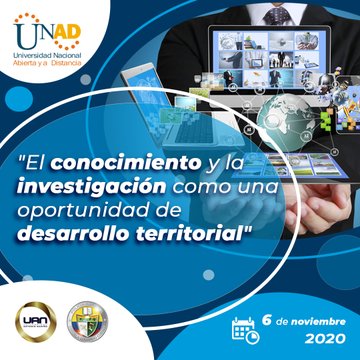 UNAD
Universidad Nacional
Abierta y a Distancia
"El conocimiento y la
investigación como una
oportunidad de
desarrollo territorial"
UAN
6 de noviembre
2020